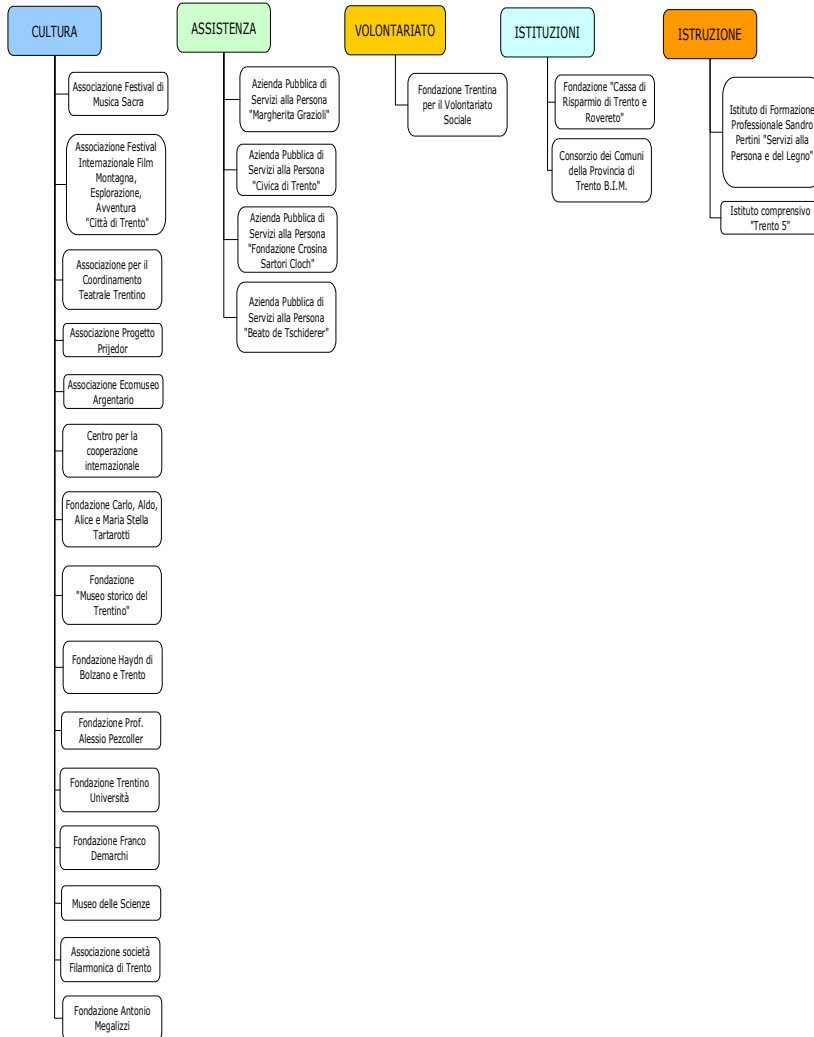 CULTURA
Associazione Festival di
Musica Sacra
Associazione Festival
Internazionale Film
Montagna,
Esplorazione,
Avventura
"Città di Trento"
Associazione per il
Coordinamento
Teatrale Trentino
Associazione Progetto
Prijedor
Associazione Ecomuseo
Argentario
Centro per la
cooperazione
internazionale
Fondazione Carlo, Aldo,
Alice e Maria Stella
Tartarotti
Fondazione
"Museo storico del
Trentino"
Fondazione Haydn di
Bolzano e Trento
Fondazione Prof.
Alessio Pezcoller
Fondazione Trentino
Università
Fondazione Franco
Demarchi
Museo delle Scienze
Associazione società
Filarmonica di Trento
Fondazione Antonio
Megalizzi
ASSISTENZA
Azienda Pubblica di
Servizi alla Persona
"Margherita Grazioli"
Azienda Pubblica di
Servizi alla Persona
"Civica di Trento"
Azienda Pubblica di
Servizi alla Persona
"Fondazione Crosina
Sartori Cloch"
Azienda Pubblica di
Servizi alla Persona
"Beato de Tschiderer"
VOLONTARIATO
Fondazione Trentina
per il Volontariato
Sociale
ISTITUZIONI
Fondazione "Cassa di
Risparmio di Trento e
Rovereto"
Consorzio dei Comuni
della Provincia di
Trento B.I.M.
ISTRUZIONE
Istituto di Formazione
Professionale Sandro
Pertini "Servizi alla
Persona e del Legno"
Istituto comprensivo
"Trento 5"